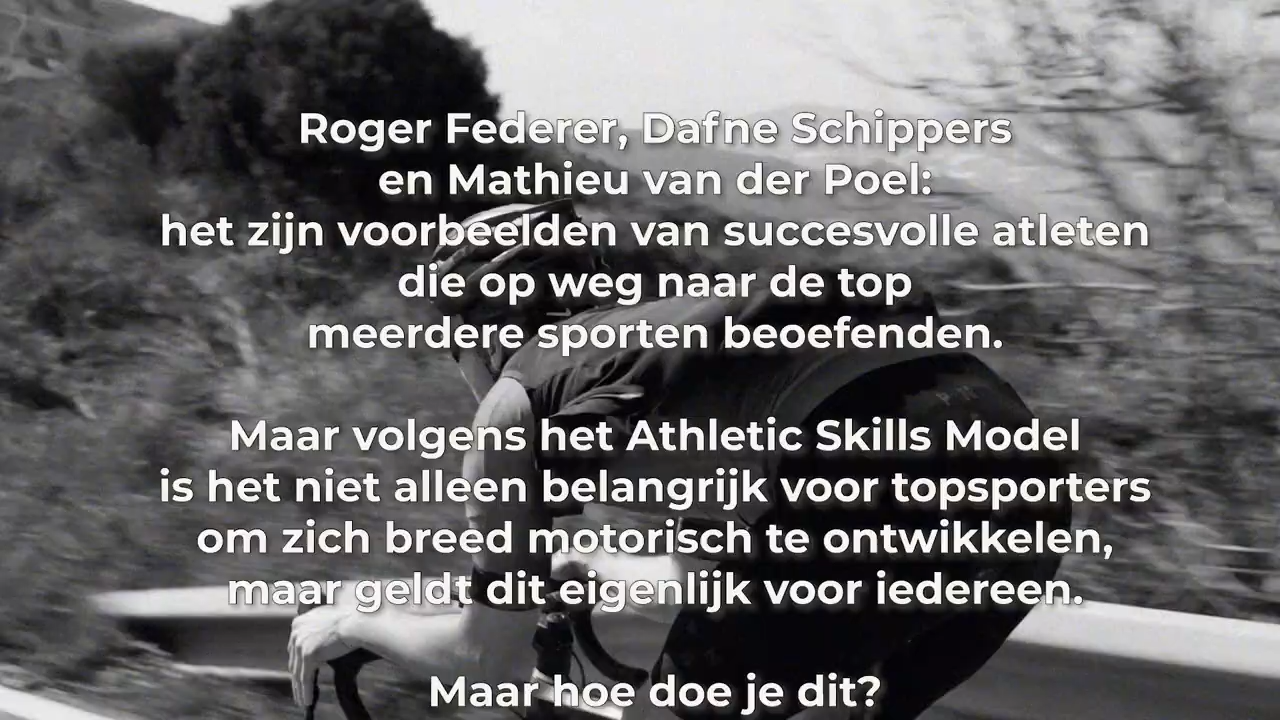 Roger Federer, Dafne Schippers
en Mathieu van der Poel:
het zijn voorbeelden van succesvolle atleten
die op weg naar de top
meerdere sporten beoefenden.
Maar volgens het Athletic Skills Model
is het niet alleen belangrijk voor topsporters
om zich breed motorisch te ontwikkelen,
maar geldt dit eigenlijk voor iedereen.
Maar hoe doe je dit?